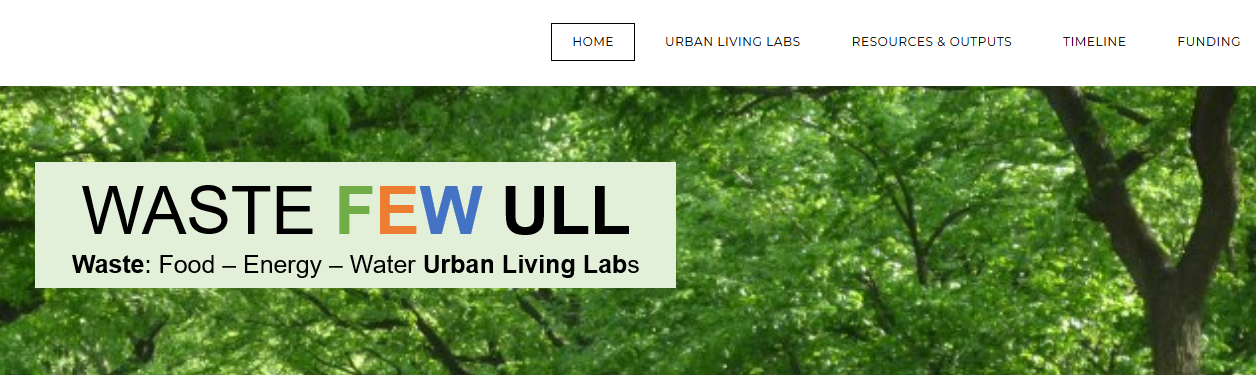 HOME URBAN LIVING LABS RESOURCES & OUTPUTS TIMELINE FUNDING
WASTE FEW ULL
Waste: Food – Energy – Water Urban Living Labs